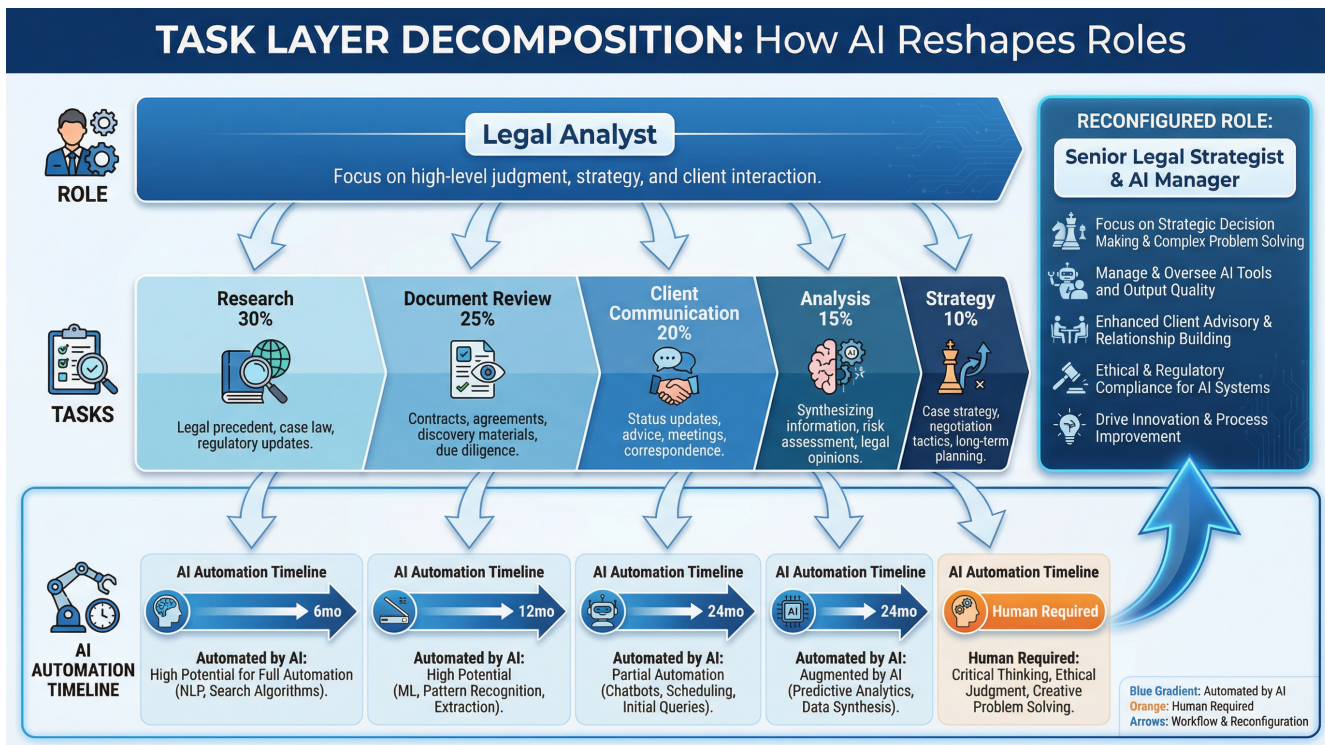 TASK LAYER DECOMPOSITION: How AI Reshapes Roles
ROLE
Legal Analyst
Focus on high-level judgment, strategy, and client interaction.
RECONFIGURED ROLE:
Senior Legal Strategist
& AI Manager
Focus on Strategic Decision
Making & Complex Problem Solving
Manage & Oversee AI Tools
and Output Quality
Enhanced Client Advisory &
Relationship Building
Ethical & Regulatory
Compliance for AI Systems
Drive Innovation & Process
Improvement
TASKS
Research
30%
Legal precedent, case law,
regulatory updates.
Document Review
25%
Contracts, agreements,
discovery materials,
due diligence.
Client
Communication
20%
Status updates,
advice, meetings,
correspondence.
Analysis
15%
AI
Synthesizing
information, risk
assessment, legal
opinions.
Strategy
10%
Case strategy,
negotiation
tactics, long-term
planning.
AI
AUTOMATION
TIMELINE
AI Automation Timeline
6mo
Automated by AI:
High Potential for Full Automation
(NLP, Search Algorithms).
AI Automation Timeline
12mo
Automated by AI:
High Potential
(ML, Pattern Recognition,
Extraction).
AI Automation Timeline
24mo
Automated by AI:
Partial Automation
(Chatbots, Scheduling,
Initial Queries).
AI Automation Timeline
AI
24mo
Automated by AI:
Augmented by AI
(Predictive Analytics,
Data Synthesis).
AI Automation Timeline
Human Required
Human Required:
Critical Thinking, Ethical
Judgment, Creative
Problem Solving.
Blue Gradient: Automated by AI
Orange: Human Required
Arrows: Workflow & Reconfiguration